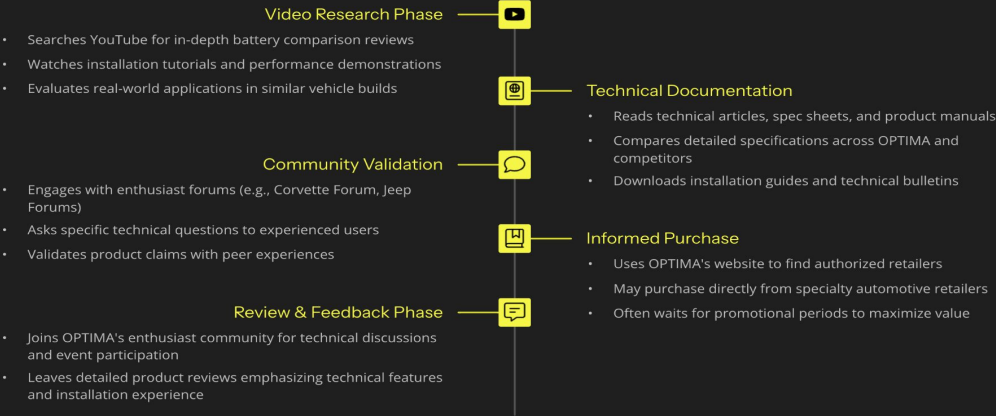 Video Research Phase
• Searches YouTube for in-depth battery comparison reviews
• Watches installation tutorials and performance demonstrations
• Evaluates real-world applications in similar vehicle builds
Technical Documentation
• Reads technical articles, spec sheets, and product manuals
• Compares detailed specifications across OPTIMA and
competitors
• Downloads installation guides and technical bulletins
Community Validation
• Engages with enthusiast forums (e.g., Corvette Forum, Jeep
Forums)
• Asks specific technical questions to experienced users
• Validates product claims with peer experiences
Informed Purchase
• Uses OPTIMA's website to find authorized retailers
• May purchase directly from specialty automotive retailers
• Often waits for promotional periods to maximize value
Review & Feedback Phase
• Joins OPTIMA's enthusiast community for technical discussions
and event participation
• Leaves detailed product reviews emphasizing technical features
and installation experience